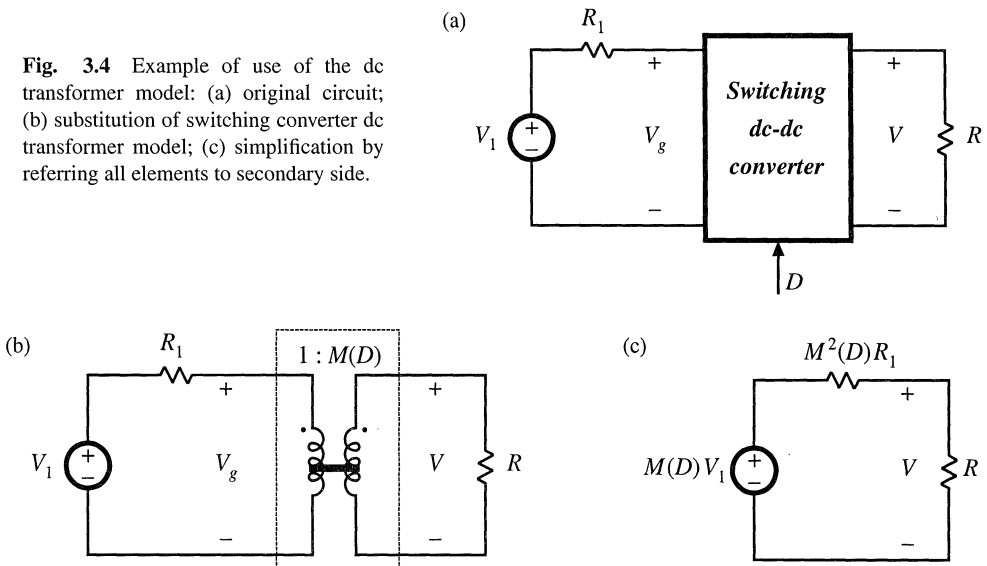 Fig. 3.4 Example of use of the dc
transformer model: (a) original circuit;
(b) substitution of switching converter dc
transformer model; (c) simplification by
referring all elements to secondary side.
(a)
R₁
V₁
+
−
+
V_g
−
Switching
dc-dc
converter
+
V
−
R
D
(b)
R₁
V₁
+
−
+
V_g
−
1 : M(D)
+
V
−
R
(c)
M²(D)R₁
M(D)V₁
+
−
+
V
−
R